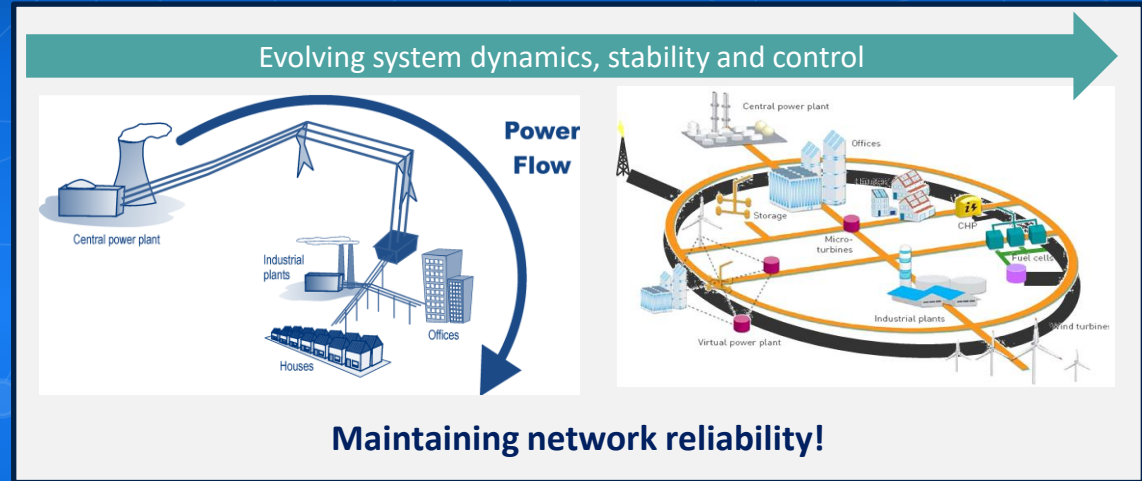 Evolving system dynamics, stability and control
Power
Flow
Central power plant
Industrial
plants
Offices
Houses
Central power plant
Offices
Storage
Micro-
turbines
CHP
Fuel cells
Industrial plants
Virtual power plant
Wind turbines
Maintaining network reliability!